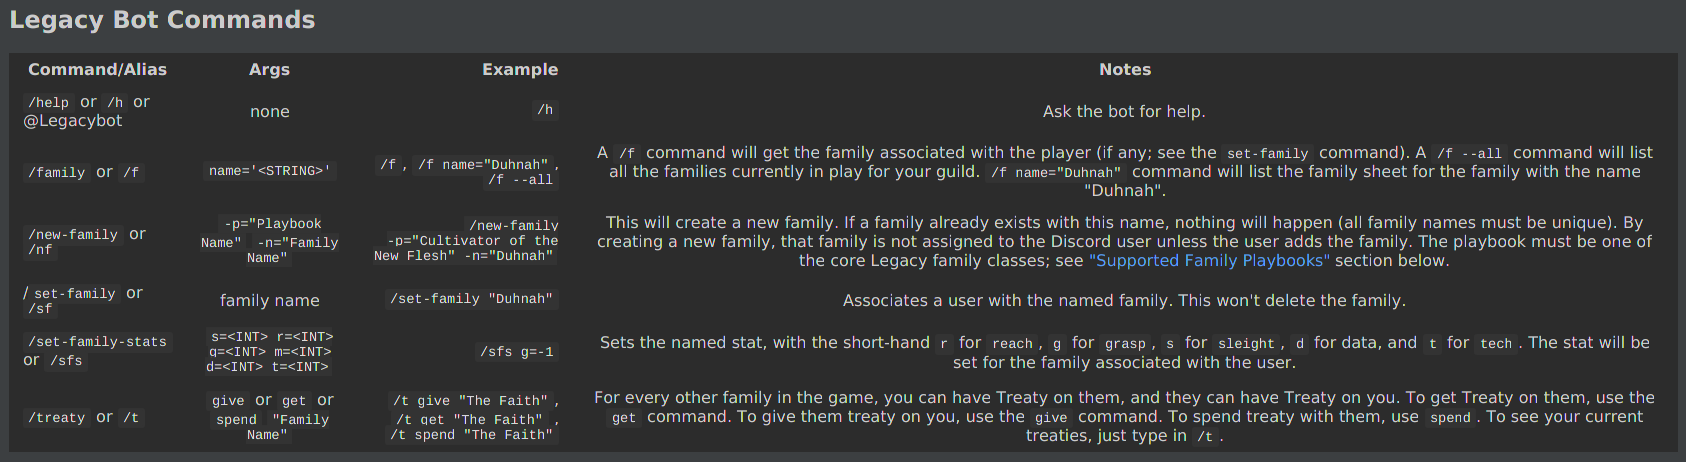 Legacy Bot Commands
Command/Alias Args Example Notes
/help or /h or
@Legacybot
none
/h
Ask the bot for help.
/family or /f
name='<STRING>'
/f , /f name="Duhnah" ,
/f --all
A /f command will get the family associated with the player (if any; see the set-family command). A /f --all command will list
all the families currently in play for your guild. /f name="Duhnah" command will list the family sheet for the family with the name
"Duhnah".
/new-family or
/nf
-p="Playbook
Name" -n="Family
Name"
/new-family
-p="Cultivator of the
New Flesh" -n="Duhnah"
This will create a new family. If a family already exists with this name, nothing will happen (all family names must be unique). By
creating a new family, that family is not assigned to the Discord user unless the user adds the family. The playbook must be one of
the core Legacy family classes; see "Supported Family Playbooks" section below.
/ set-family or
/sf
family name
/set-family "Duhnah"
Associates a user with the named family. This won't delete the family.
/set-family-stats
or /sfs
s=<INT> r=<INT>
g=<INT> m=<INT>
d=<INT> t=<INT>
/sfs g=-1
Sets the named stat, with the short-hand r for reach , g for grasp , s for sleight , d for data, and t for tech . The stat will be
set for the family associated with the user.
/treaty or /t
give or get or
spend "Family
Name"
/t give "The Faith" ,
/t get "The Faith" ,
/t spend "The Faith"
For every other family in the game, you can have Treaty on them, and they can have Treaty on you. To get Treaty on them, use the
get command. To give them treaty on you, use the give command. To spend treaty with them, use spend . To see your current
treaties, just type in /t .